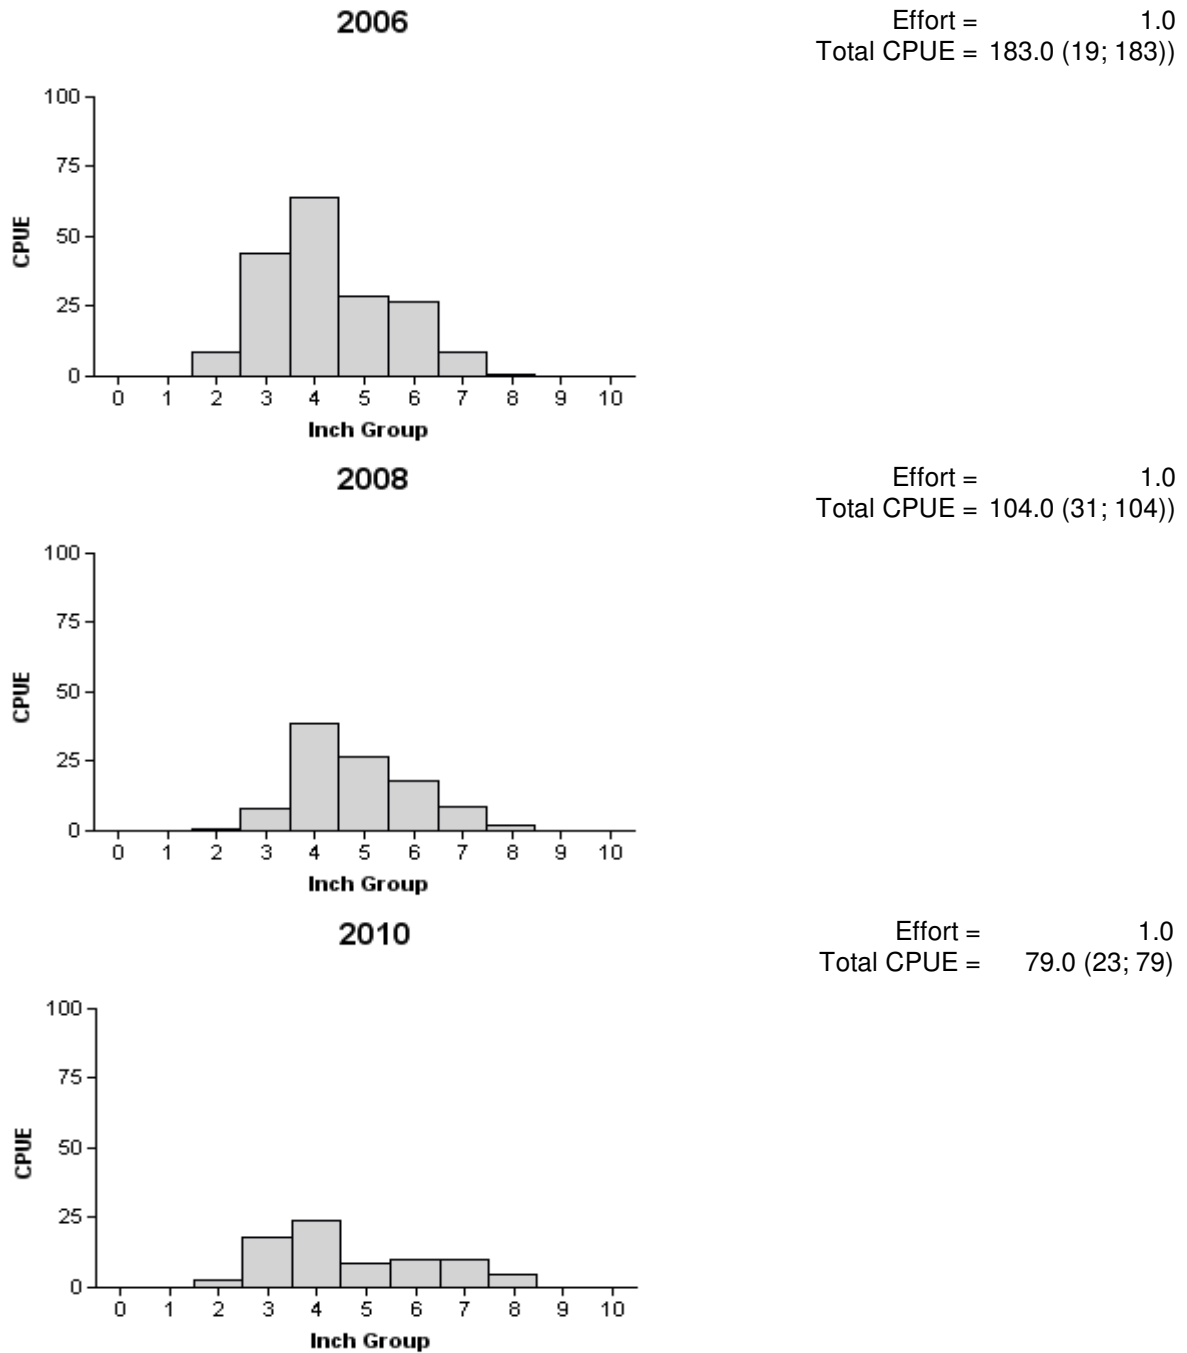 2006
Effort = 1.0
Total CPUE = 183.0 (19; 183))
100
75
50
25
0
CPUE
0 1 2 3 4 5 6 7 8 9 10
Inch Group
2008
Effort = 1.0
Total CPUE = 104.0 (31; 104))
100
75
50
25
0
CPUE
0 1 2 3 4 5 6 7 8 9 10
Inch Group
2010
Effort = 1.0
Total CPUE = 79.0 (23; 79)
100
75
50
25
0
CPUE
0 1 2 3 4 5 6 7 8 9 10
Inch Group